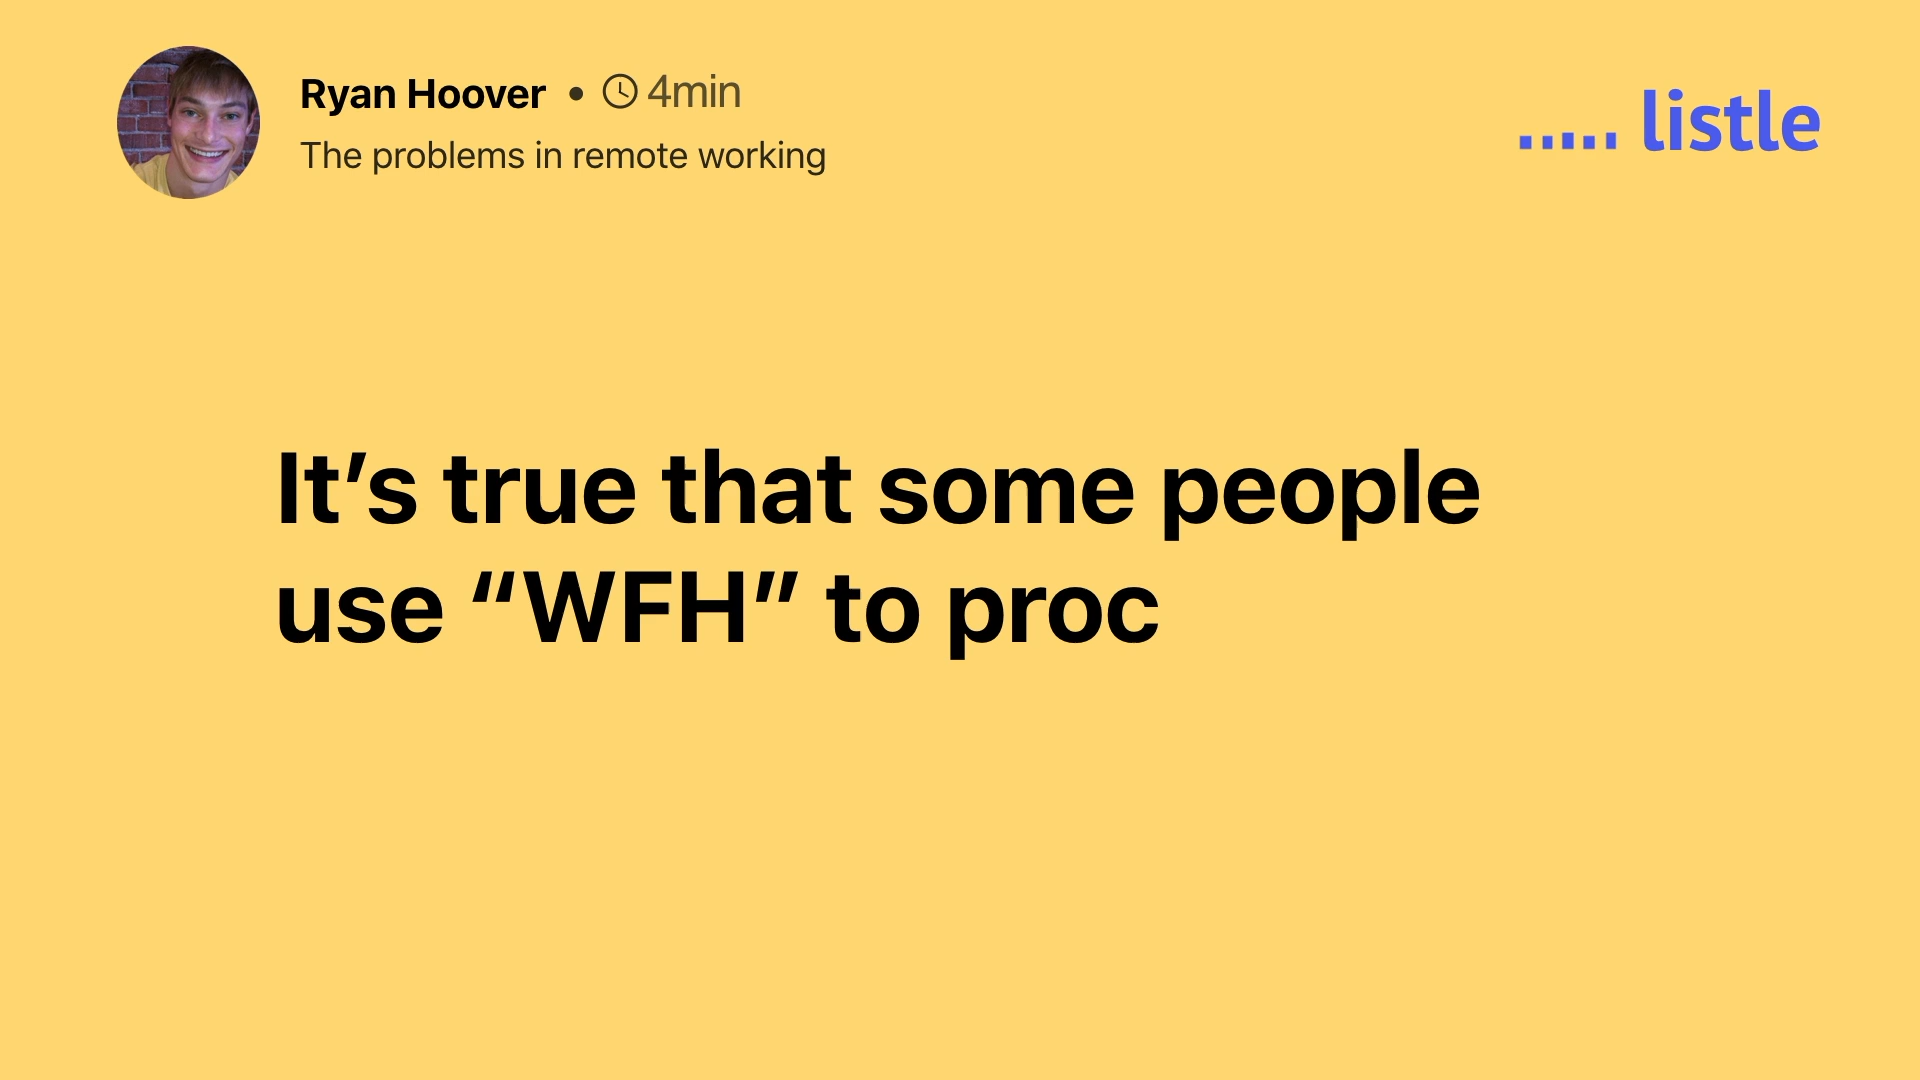 Ryan Hoover • 4min
The problems in remote working
..... listle
It’s true that some people
use “WFH” to proc